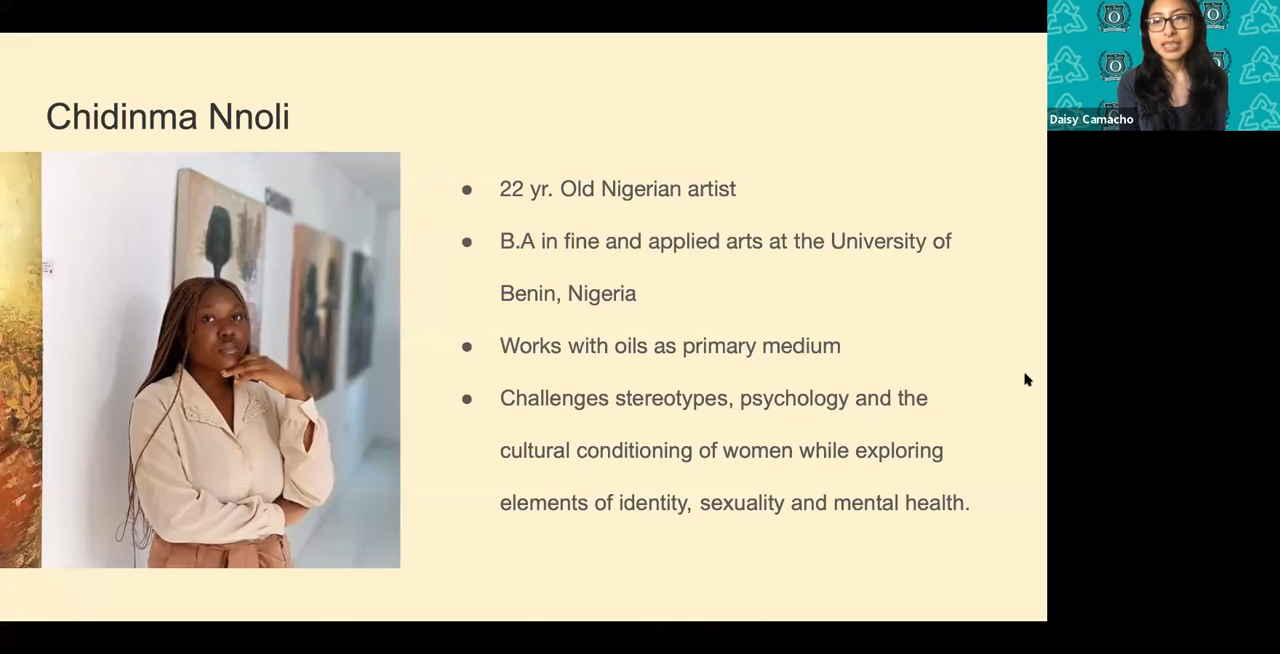 Chidinma Nnoli
● 22 yr. Old Nigerian artist
● B.A in fine and applied arts at the University of
Benin, Nigeria
● Works with oils as primary medium
● Challenges stereotypes, psychology and the
cultural conditioning of women while exploring
elements of identity, sexuality and mental health.
Daisy Camacho
O
O
O